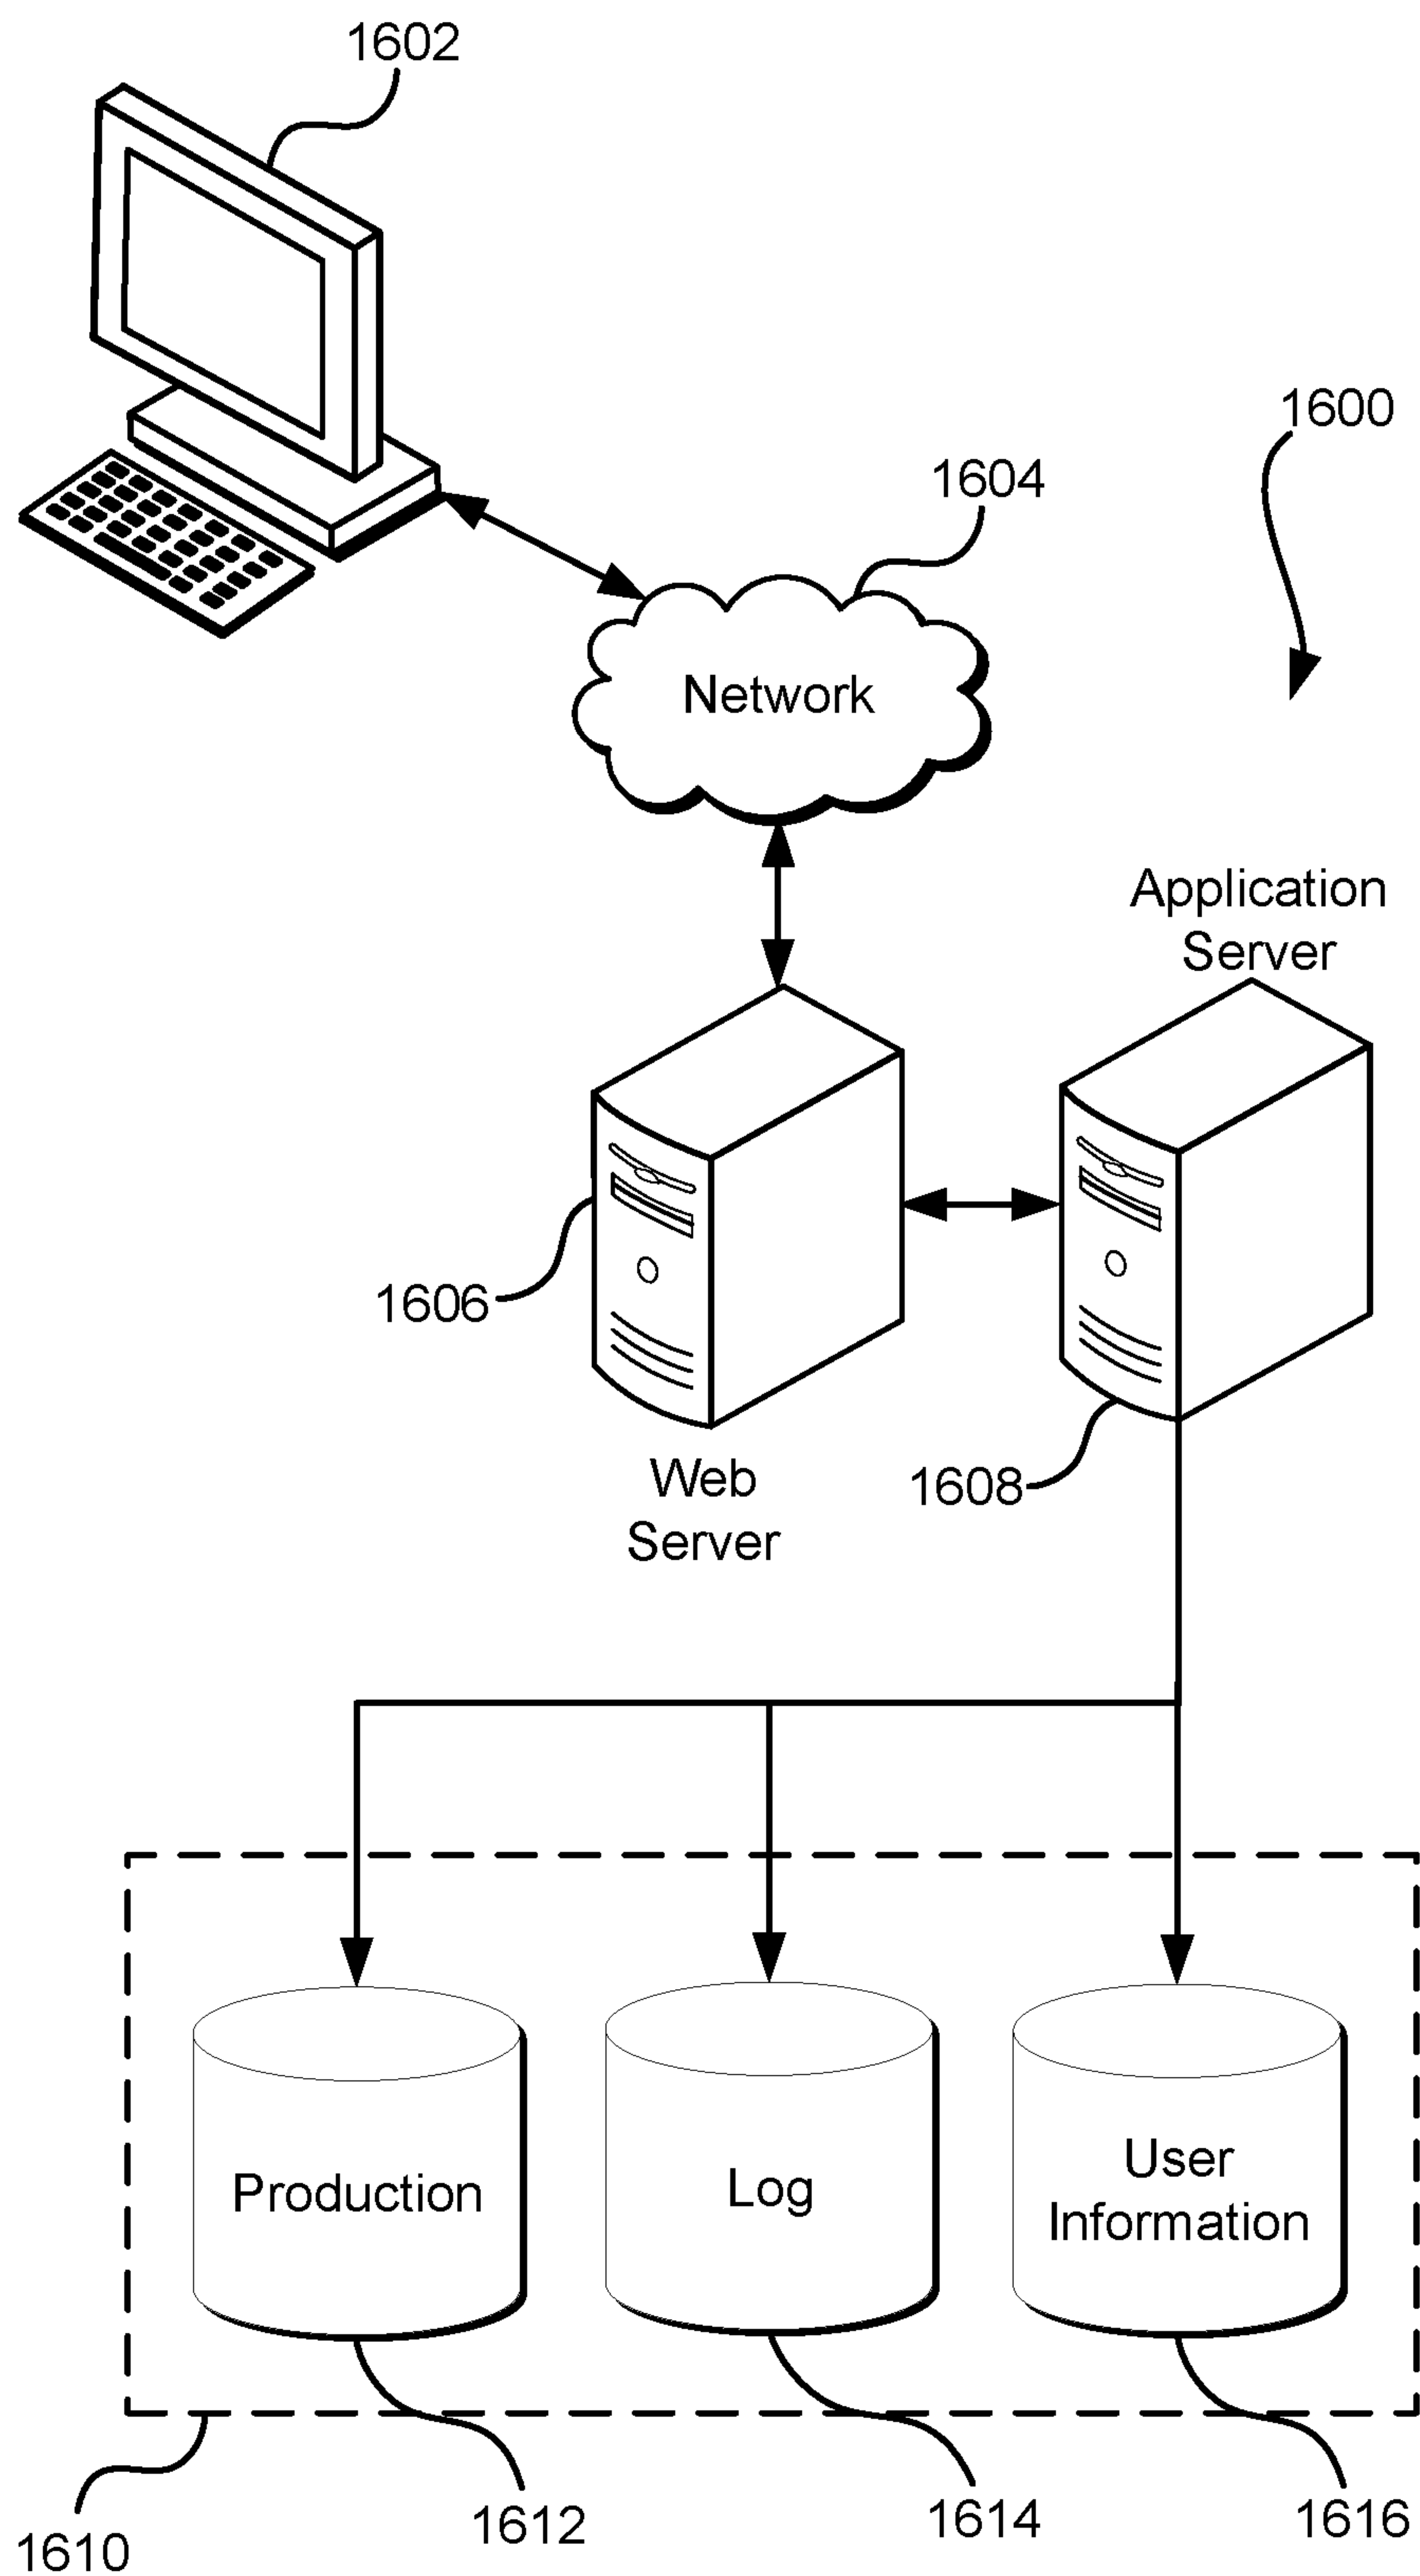 1602
1600
1604
Network
Application
Server
1606
1608
Web
Server
Production
Log
User
Information
1610
1612
1614
1616